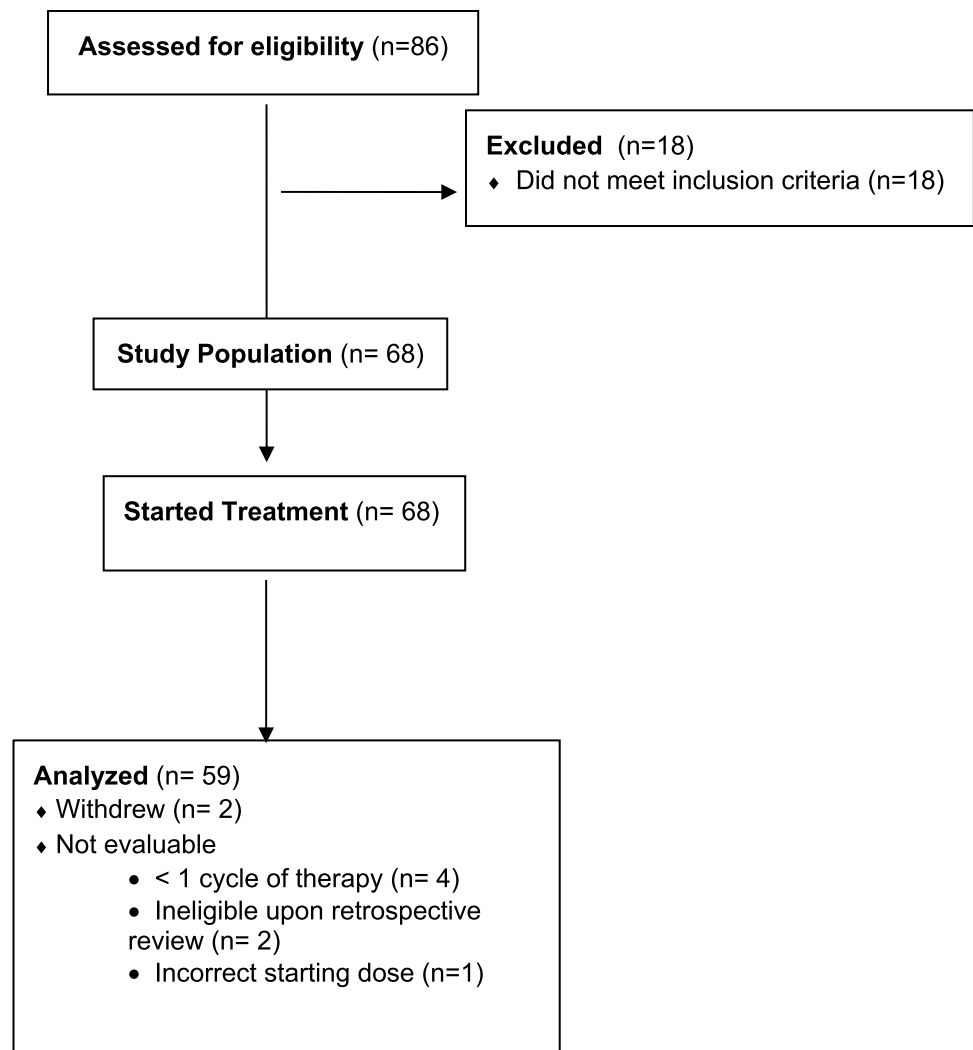 Assessed for eligibility (n=86)
Excluded (n=18)
⬧ Did not meet inclusion criteria (n=18)
Study Population (n= 68)
Started Treatment (n= 68)
Analyzed (n= 59)
⬧ Withdrew (n= 2)
⬧ Not evaluable
• < 1 cycle of therapy (n= 4)
• Ineligible upon retrospective
review (n= 2)
• Incorrect starting dose (n=1)